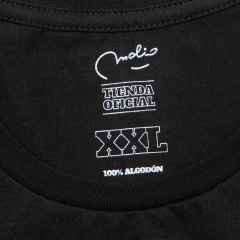 TIENDA
OFICIAL
XXL
100% ALGODÓN